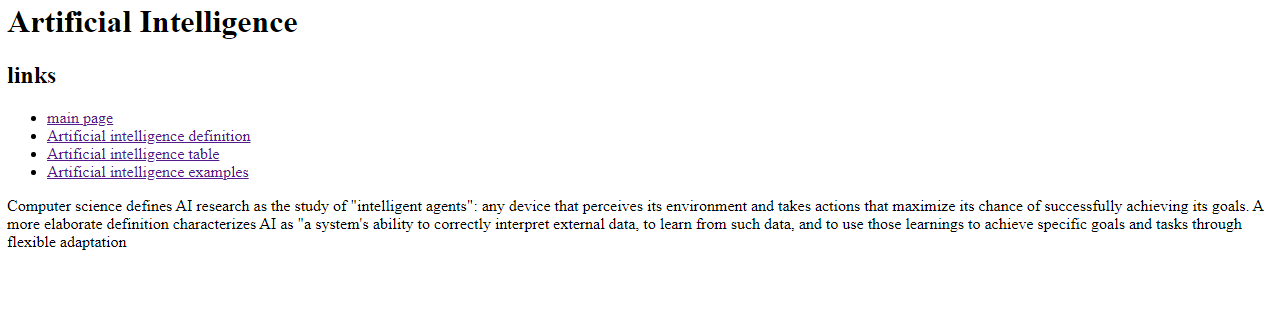 Artificial Intelligence
links
main page
Artificial intelligence definition
Artificial intelligence table
Artificial intelligence examples
Computer science defines AI research as the study of "intelligent agents": any device that perceives its environment and takes actions that maximize its chance of successfully achieving its goals. A
more elaborate definition characterizes AI as "a system's ability to correctly interpret external data, to learn from such data, and to use those learnings to achieve specific goals and tasks through
flexible adaptation